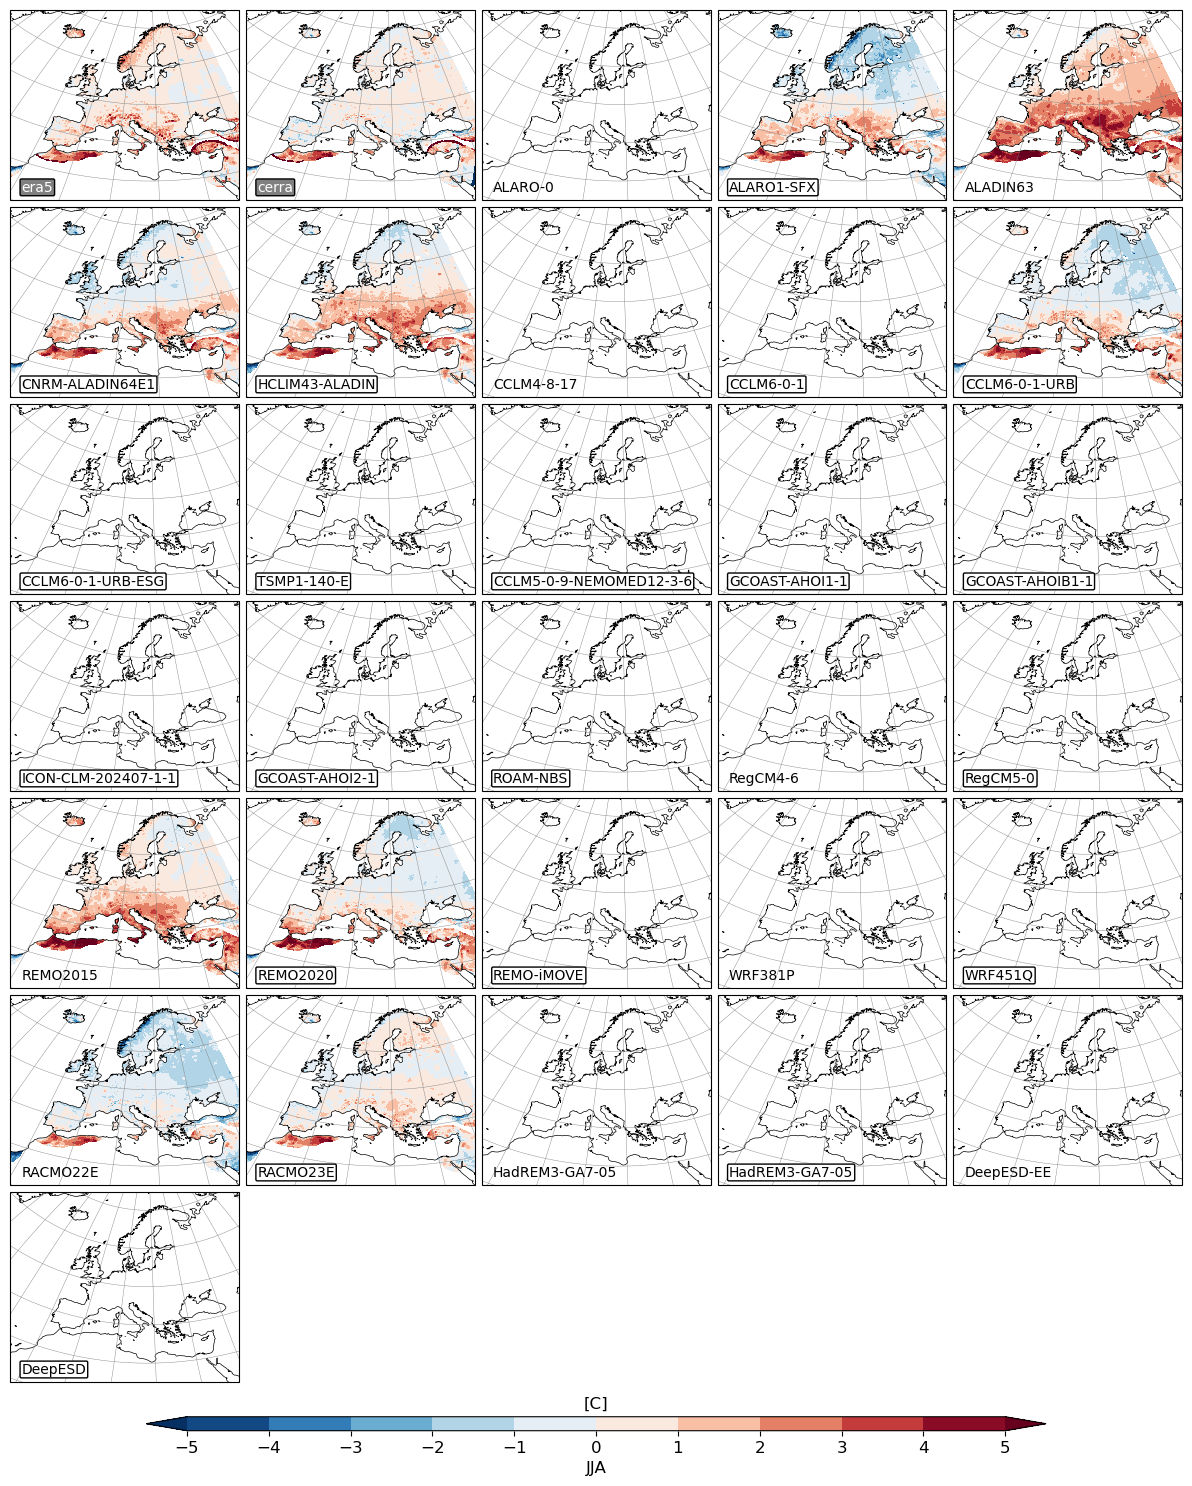 era5
cerra
ALARO-0
ALARO1-SFX
ALADIN63
CNRM-ALADIN64E1
HCLIM43-ALADIN
CCLM4-8-17
CCLM6-0-1
CCLM6-0-1-URB
CCLM6-0-1-URB-ESG
TSMP1-140-E
CCLM5-0-9-NEMOMED12-3-6
GCOAST-AHOI1-1
GCOAST-AHOIB1-1
ICON-CLM-202407-1-1
GCOAST-AHOI2-1
ROAM-NBS
RegCM4-6
RegCM5-0
REMO2015
REMO2020
REMO-iMOVE
WRF381P
WRF451Q
RACMO22E
RACMO23E
HadREM3-GA7-05
HadREM3-GA7-05
DeepESD-EE
DeepESD
[C]
−5 −4 −3 −2 −1 0 1 2 3 4 5
JJA